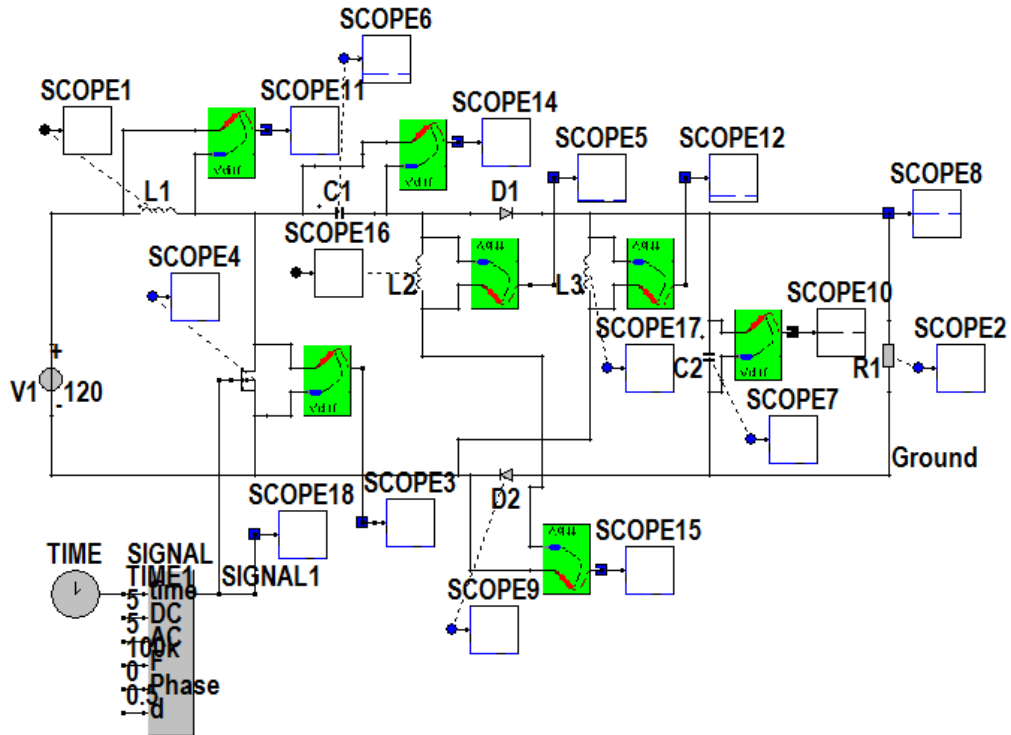 SCOPE6
SCOPE1
SCOPE11
SCOPE14
SCOPE5
SCOPE12
SCOPE8
L1
C1
D1
SCOPE16
SCOPE4
L2
L3
SCOPE10
SCOPE17
SCOPE2
C2
R1
V1
+
120
-
SCOPE7
Ground
SCOPE18
SCOPE3
D2
SCOPE15
TIME
SIGNAL
TIME1
SIGNAL1
time
5
DC
5
AC
100k
F
0
Phase
0.5
d
SCOPE9